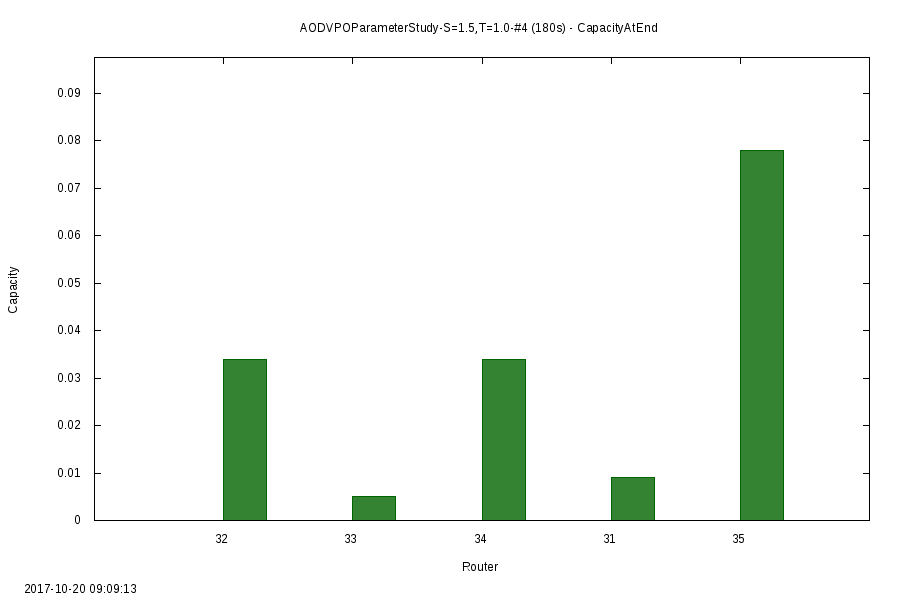 AODVPOParameterStudy-S=1.5,T=1.0-#4 (180s) - CapacityAtEnd
0.09
0.08
0.07
0.06
0.05
0.04
0.03
0.02
0.01
0
Capacity
32 33 34 31 35
Router
2017-10-20 09:09:13